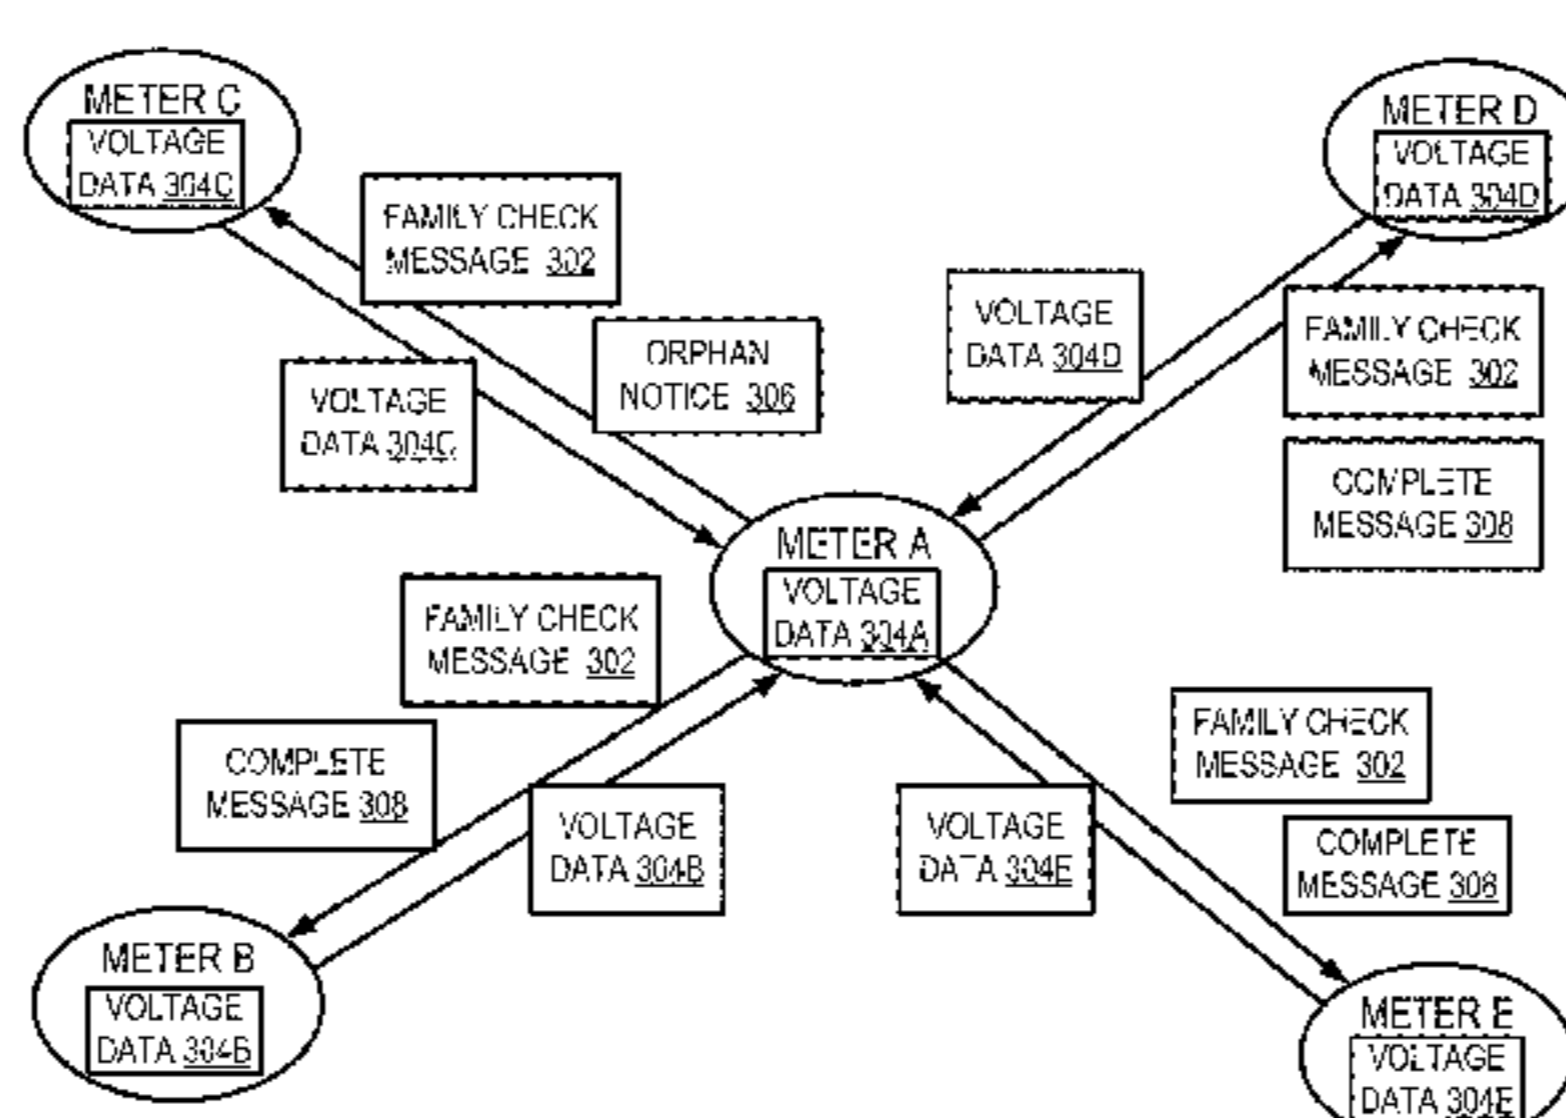 METER C
VOLTAGE
DATA 304C
METER D
VOLTAGE
DATA 304D
FAMILY CHECK
MESSAGE 302
ORPHAN
NOTICE 306
VOLTAGE
DATA 304C
VOLTAGE
DATA 304D
FAMILY CHECK
MESSAGE 302
COMPLETE
MESSAGE 308
METER A
VOLTAGE
DATA 304A
FAMILY CHECK
MESSAGE 302
COMPLETE
MESSAGE 308
VOLTAGE
DATA 304B
VOLTAGE
DATA 304E
FAMILY CHECK
MESSAGE 302
COMPLETE
MESSAGE 308
METER B
VOLTAGE
DATA 304B
METER E
VOLTAGE
DATA 304E